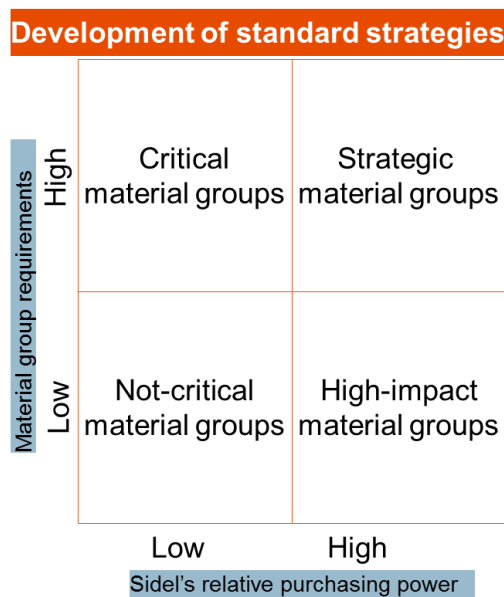 Development of standard strategies
Material group requirements
High
Critical
material groups
Strategic
material groups
Low
Not-critical
material groups
High-impact
material groups
Low
High
Sidel's relative purchasing power